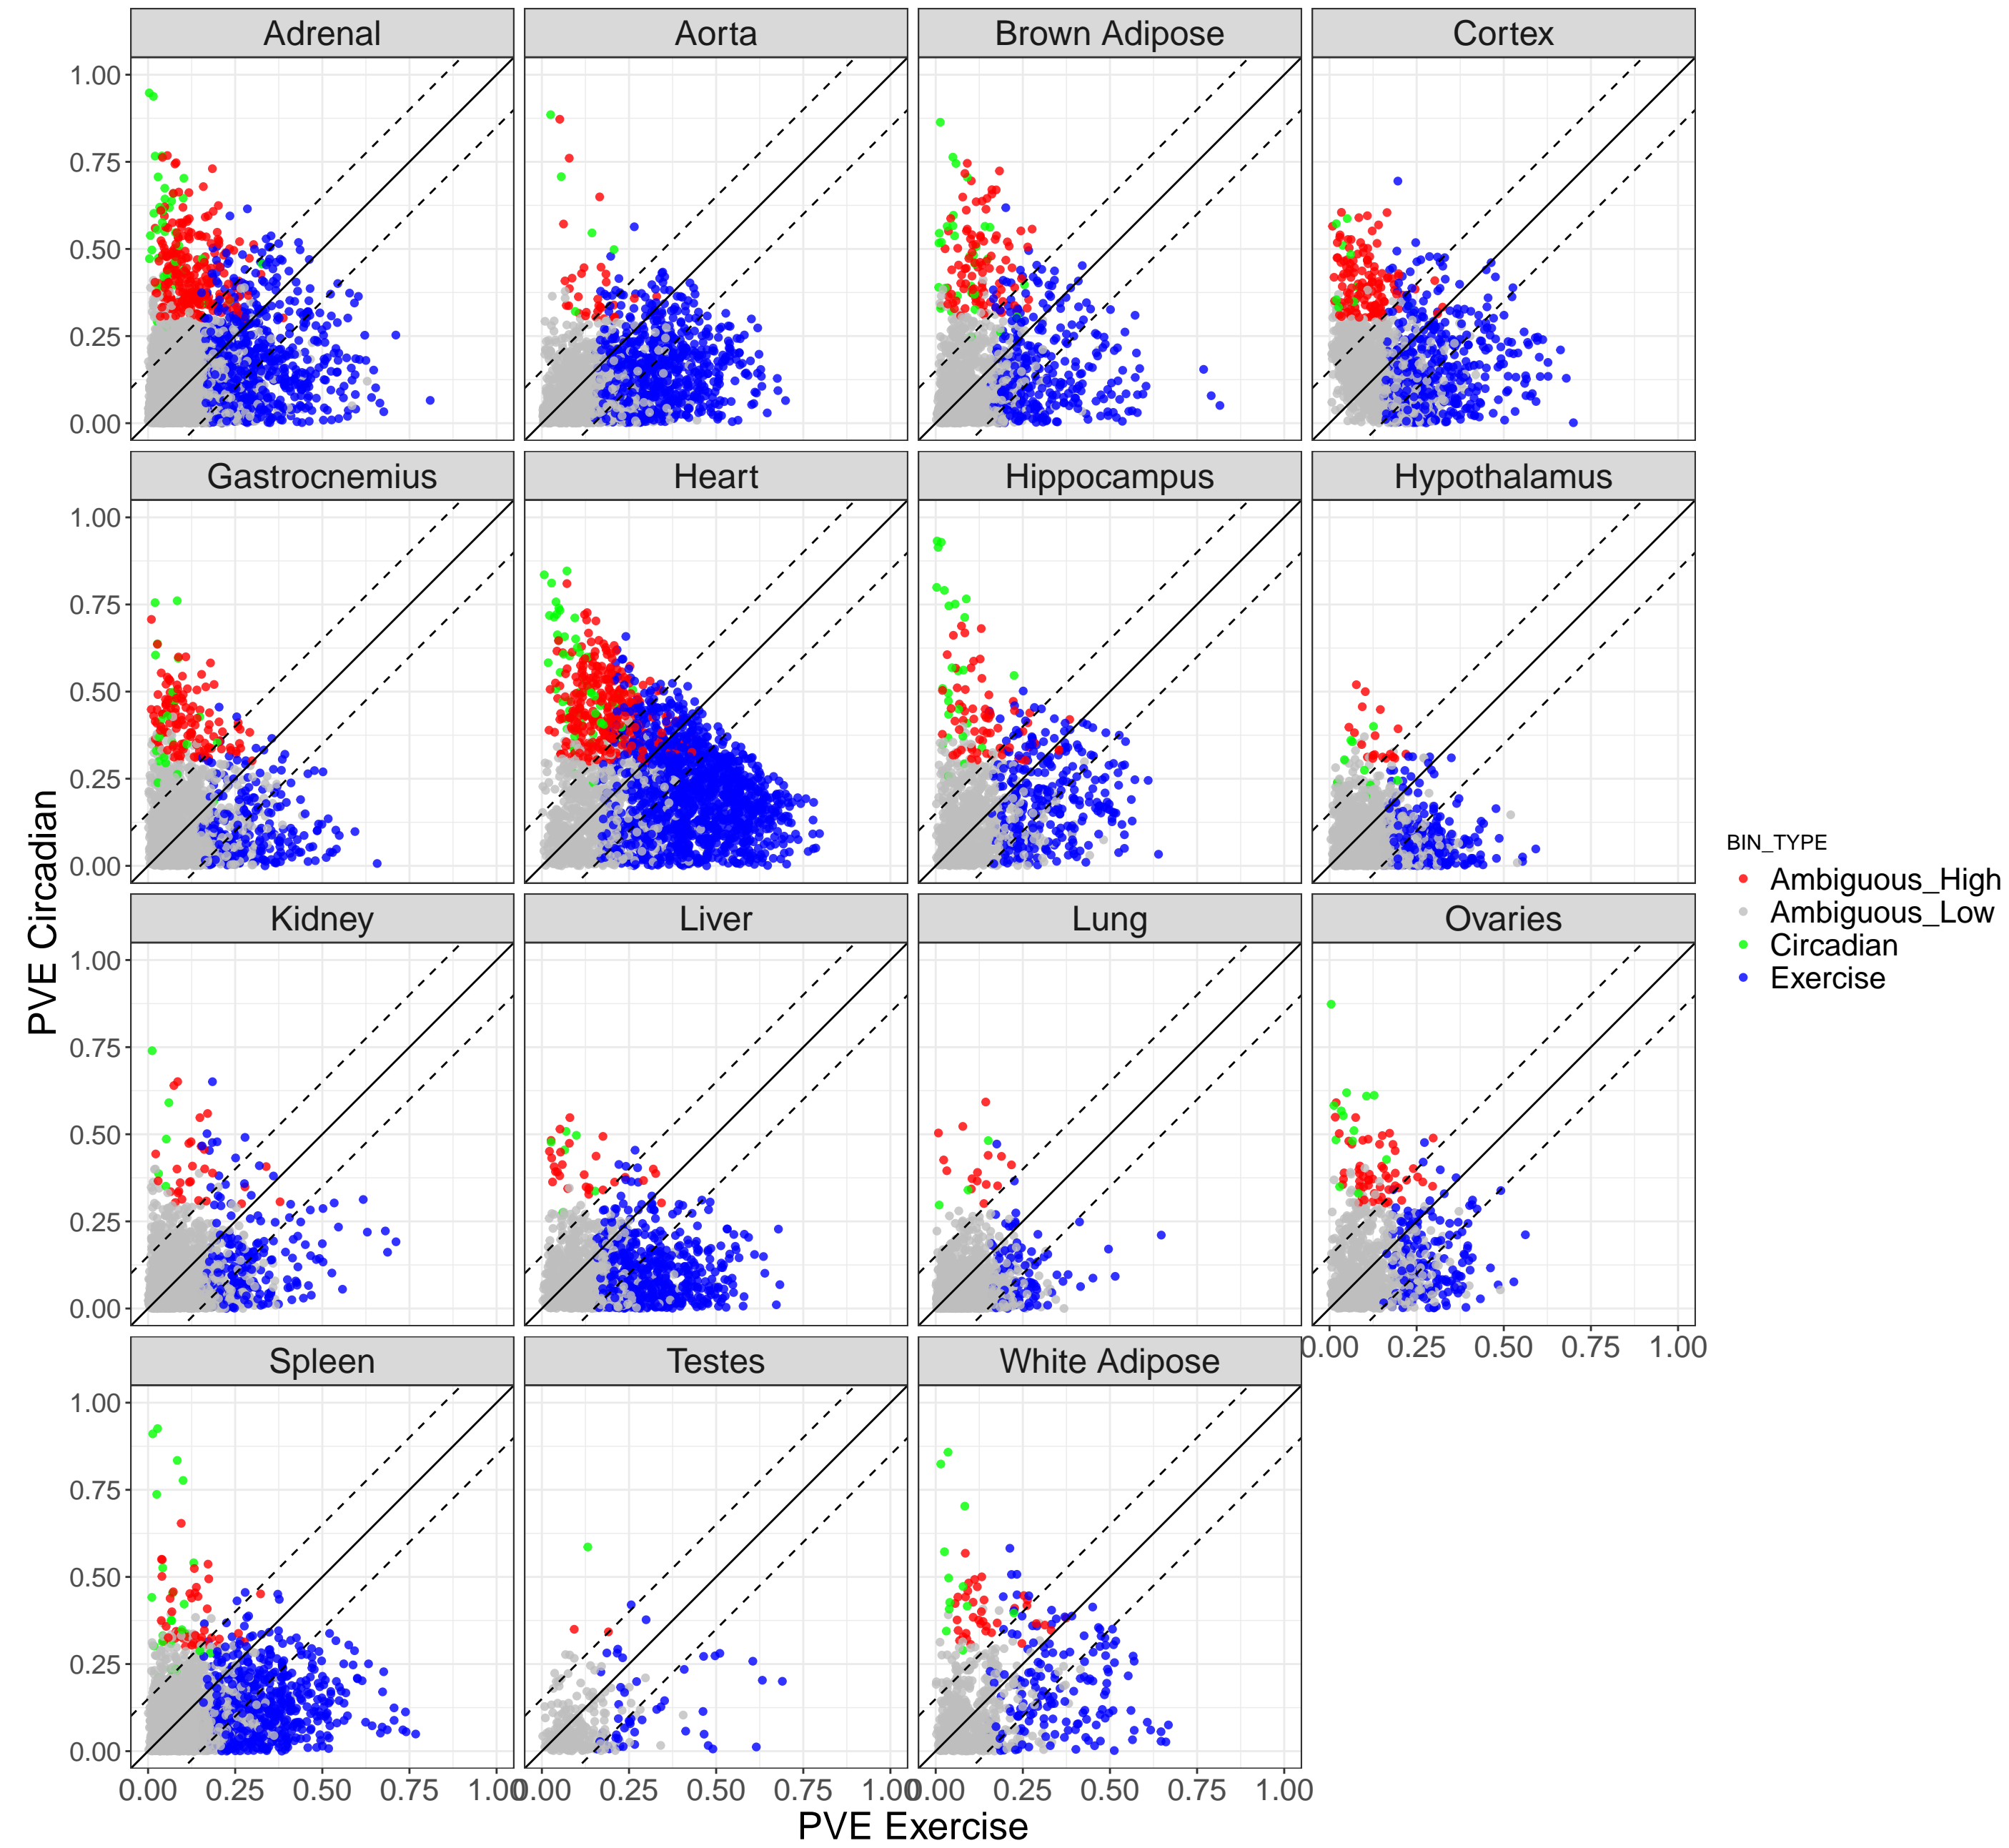 Adrenal Aorta Brown Adipose Cortex
1.00
0.75
0.50
0.25
0.00
Gastrocnemius Heart Hippocampus Hypothalamus
1.00
0.75
0.50
0.25
0.00
PVE Circadian
BIN_TYPE
Ambiguous_High
Ambiguous_Low
Circadian
Exercise
Kidney Liver Lung Ovaries
1.00
0.75
0.50
0.25
0.00
0.00 0.25 0.50 0.75 1.00
Spleen Testes White Adipose
1.00
0.75
0.50
0.25
0.00
0.00 0.25 0.50 0.75 1.00 0.00 0.25 0.50 0.75 1.00 0.00 0.25 0.50 0.75 1.00
PVE Exercise